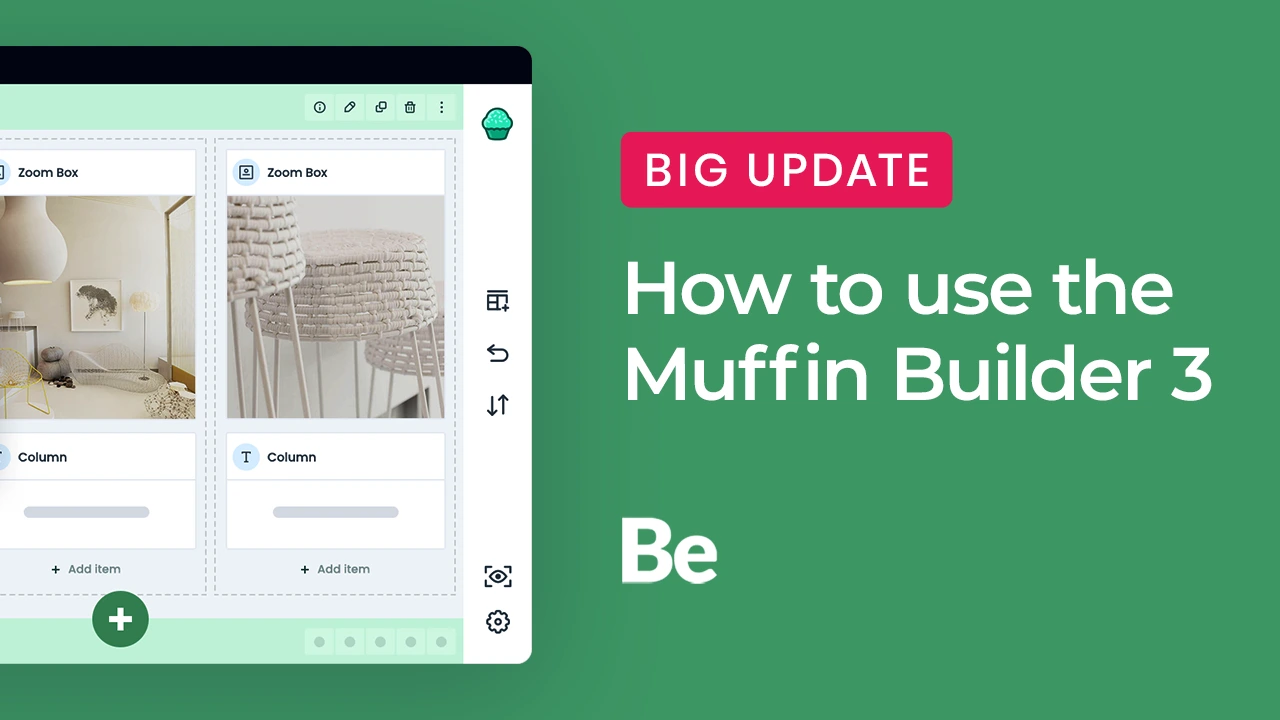 Zoom Box
Zoom Box
Column
Column
+ Add item
+ Add item
BIG UPDATE
How to use the
Muffin Builder 3
Be